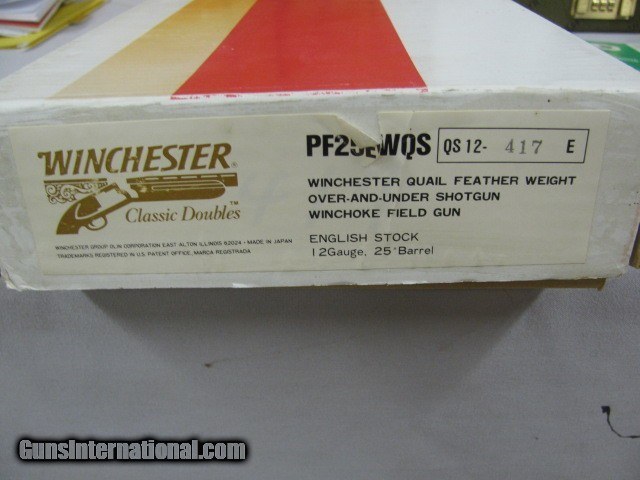 WINCHESTER®
Classic Doubles™
WINCHESTER GROUP OLIN CORPORATION EAST ALTON ILLINOIS 62024 - MADE IN JAPAN
TRADEMARKS REGISTERED IN U.S. PATENT OFFICE, MARCA REGISTRADA
PF25EWQS
QS 12- 417 E
WINCHESTER QUAIL FEATHER WEIGHT
OVER-AND-UNDER SHOTGUN
WINCHOKE FIELD GUN
ENGLISH STOCK
12Gauge, 25" Barrel
GunsInternational.com